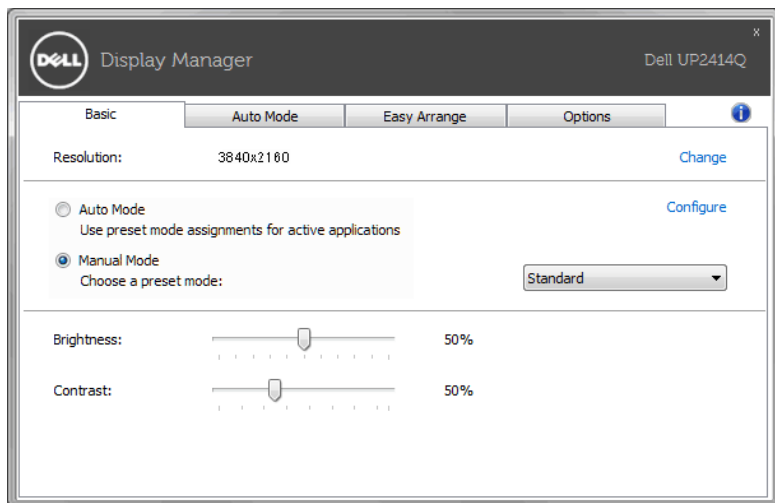 DELL Display Manager
x
Dell UP2414Q
Basic Auto Mode Easy Arrange Options
Resolution: 3840x2160 Change
Auto Mode Configure
Use preset mode assignments for active applications
Manual Mode
Choose a preset mode: Standard
Brightness: 50%
Contrast: 50%